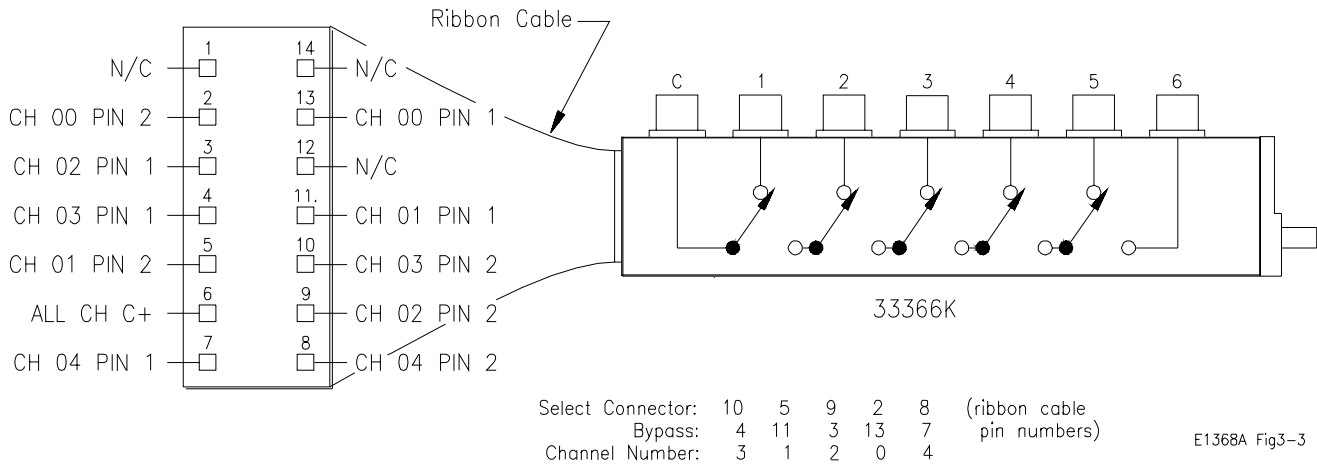 Ribbon Cable
1 14
N/C N/C
2 13
CH 00 PIN 2 CH 00 PIN 1
3 12
CH 02 PIN 1 N/C
4 11.
CH 03 PIN 1 CH 01 PIN 1
5 10
CH 01 PIN 2 CH 03 PIN 2
6 9
ALL CH C+ CH 02 PIN 2
7 8
CH 04 PIN 1 CH 04 PIN 2
C 1 2 3 4 5 6
33366K
Select Connector: 10 5 9 2 8 (ribbon cable
Bypass: 4 11 3 13 7 pin numbers)
Channel Number: 3 1 2 0 4
E1368A Fig3-3